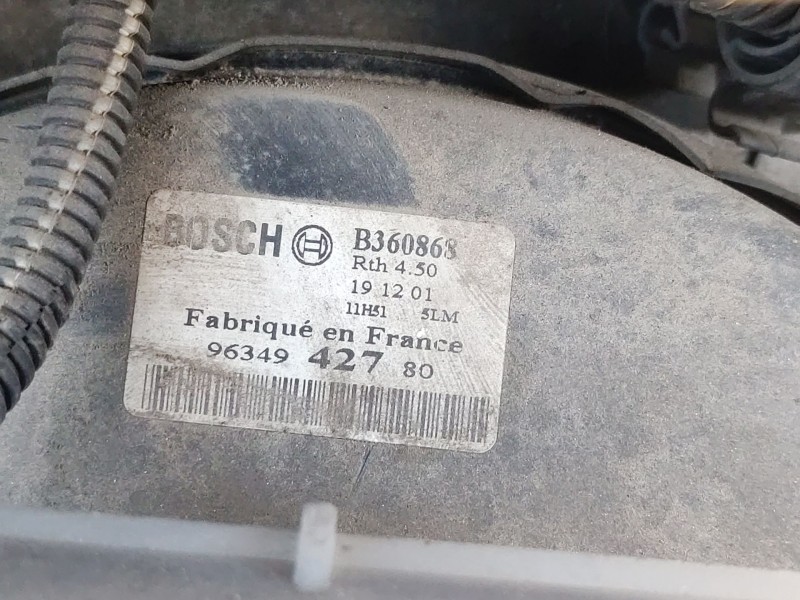 BOSCH B360868
Rth 4.50
19 12 01
11H51 5LM
Fabriqué en France
96349 427 80